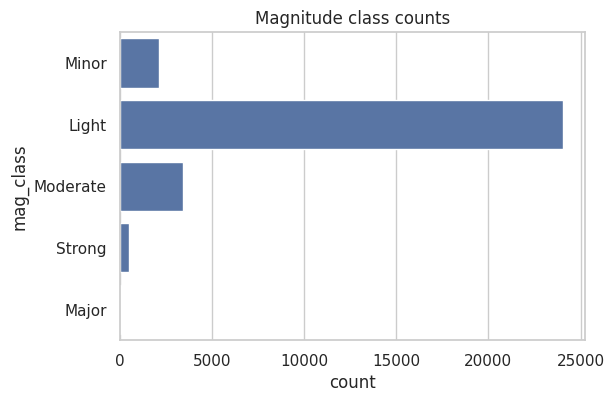 Magnitude class counts
mag_class
Minor
Light
Moderate
Strong
Major
0 5000 10000 15000 20000 25000
count